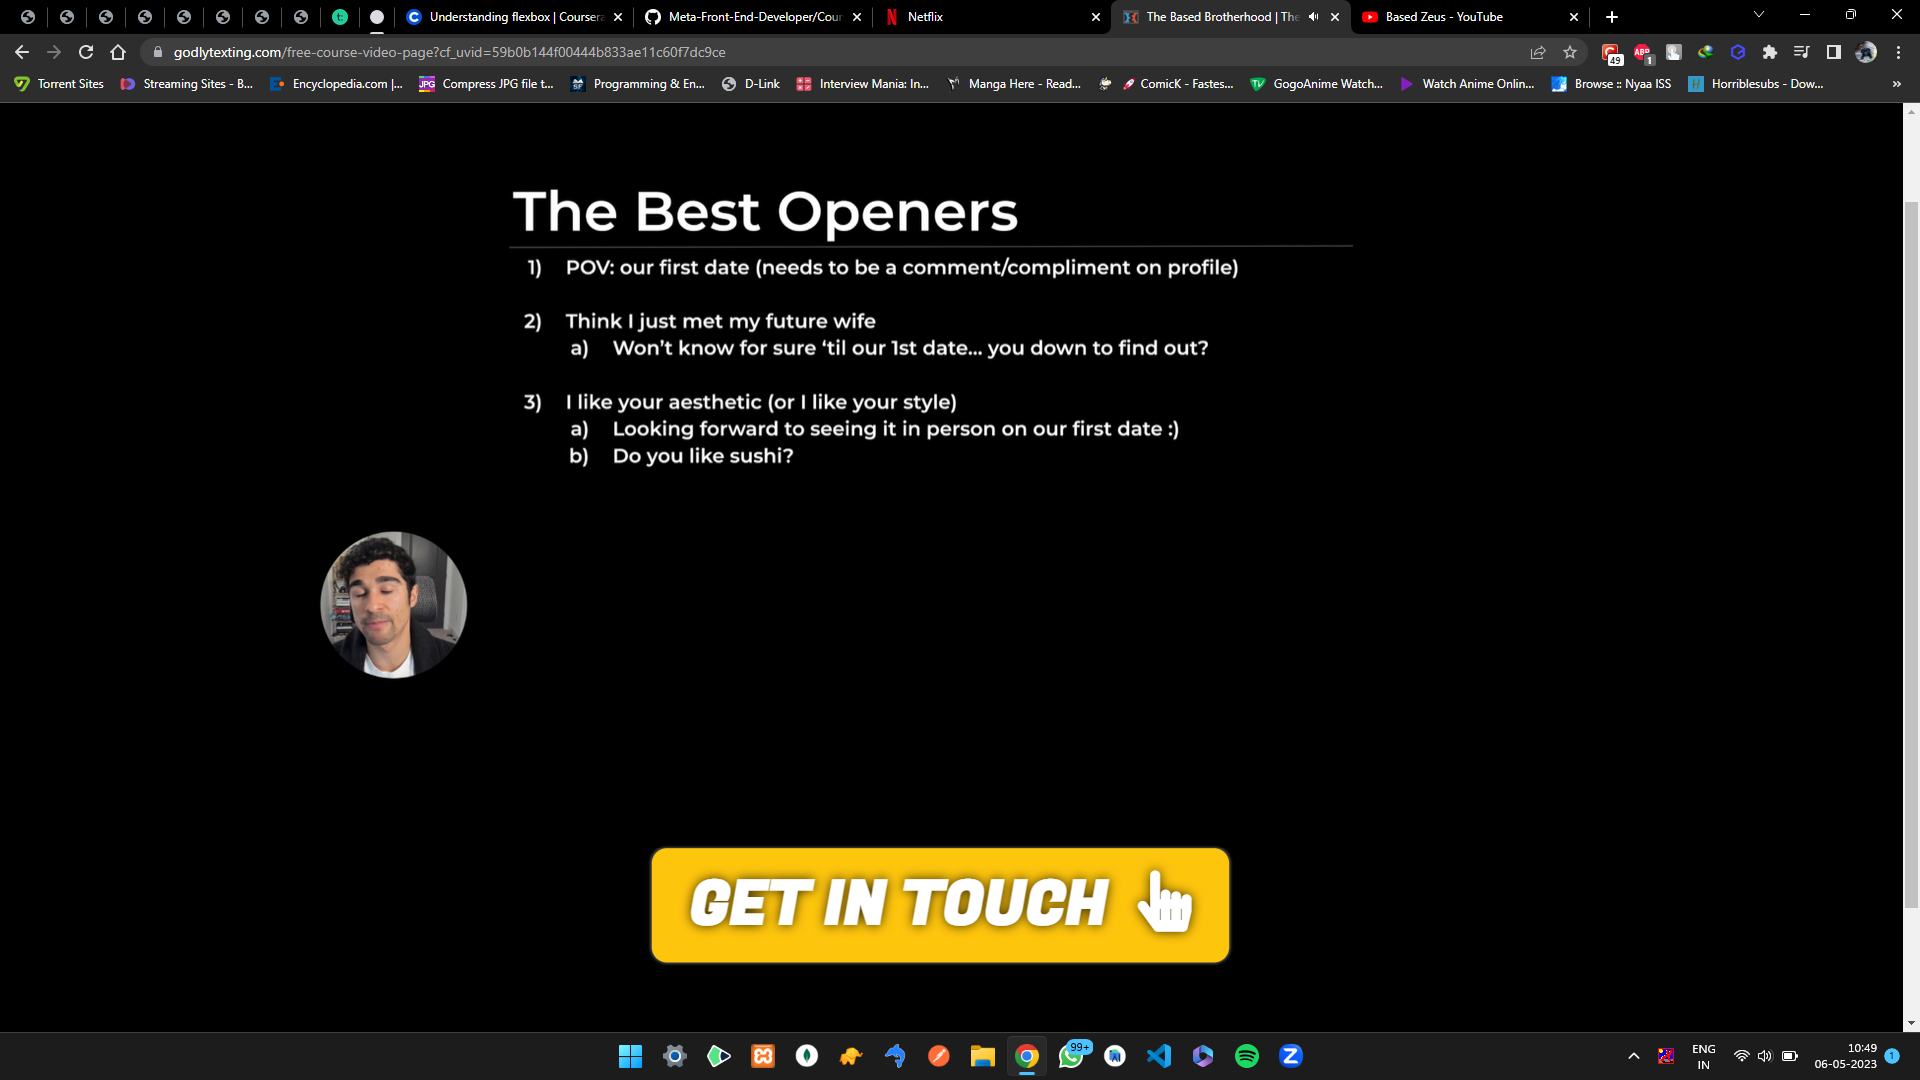 Understanding flexbox | Coursera
Meta-Front-End-Developer/Cour
Netflix
The Based Brotherhood | The
Based Zeus - YouTube
godlytexting.com/free-course-video-page?cf_uvid=59b0b144f00444b833ae11c60f7dc9ce
49
ABP
1
Torrent Sites
Streaming Sites - B...
Encyclopedia.com |...
JPG
Compress JPG file t...
Programming & En...
D-Link
Interview Mania: In...
Manga Here - Read...
ComicK - Fastes...
GogoAnime Watch...
Watch Anime Onlin...
Browse :: Nyaa ISS
Horriblesubs - Dow...
»
The Best Openers
1) POV: our first date (needs to be a comment/compliment on profile)
2) Think I just met my future wife
a) Won’t know for sure ‘til our 1st date... you down to find out?
3) I like your aesthetic (or I like your style)
a) Looking forward to seeing it in person on our first date :)
b) Do you like sushi?
GET IN TOUCH
99+
ENG
IN
10:49
06-05-2023
1